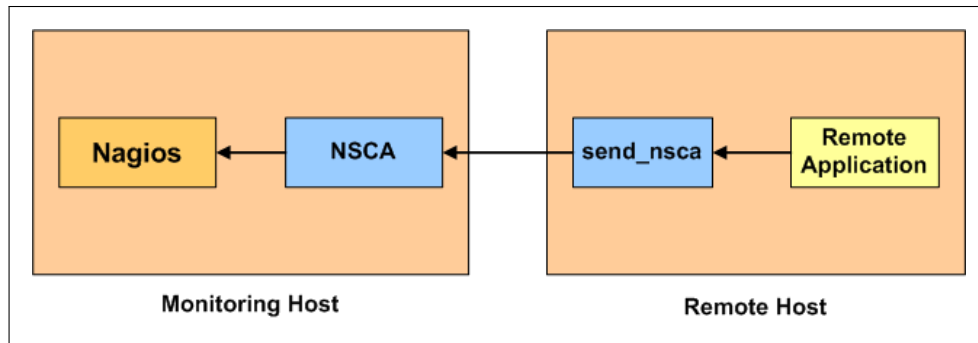 Nagios
NSCA
send_nsca
Remote
Application
Monitoring Host
Remote Host